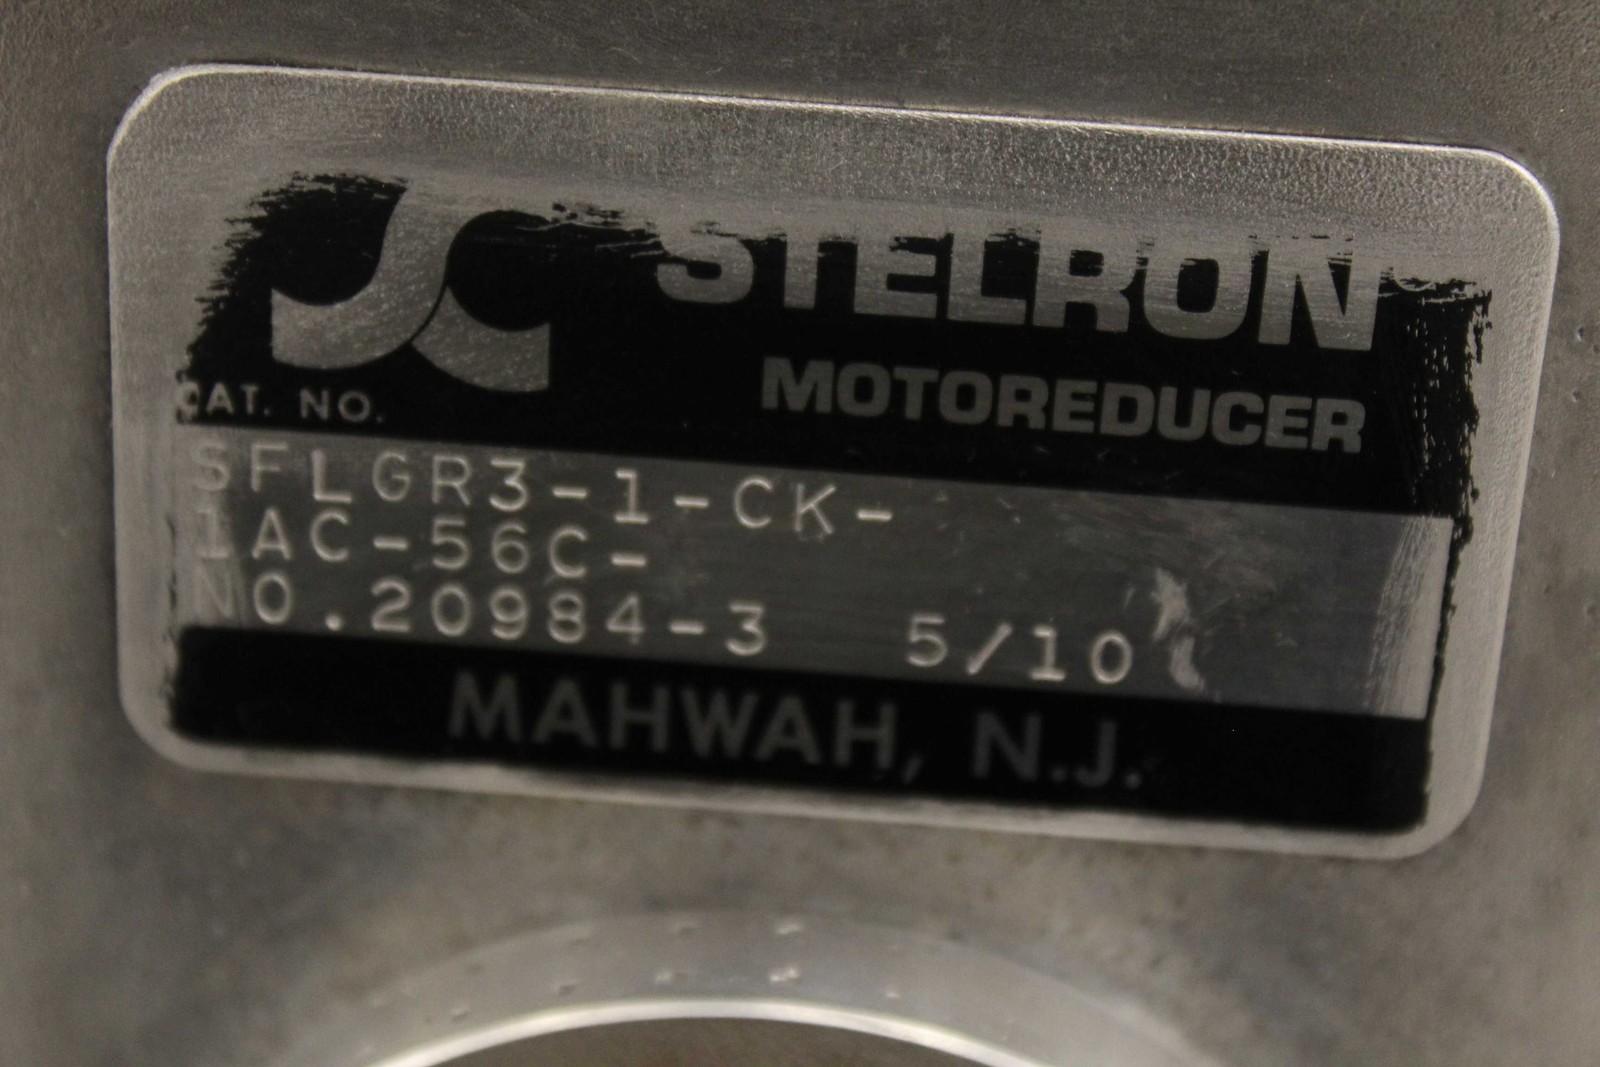 STELRON
MOTOREDUCER
CAT. NO.
SFLGR3-1-CK-
1AC-56C-
NO.20984-3 5/10
MAHWAH, N.J.